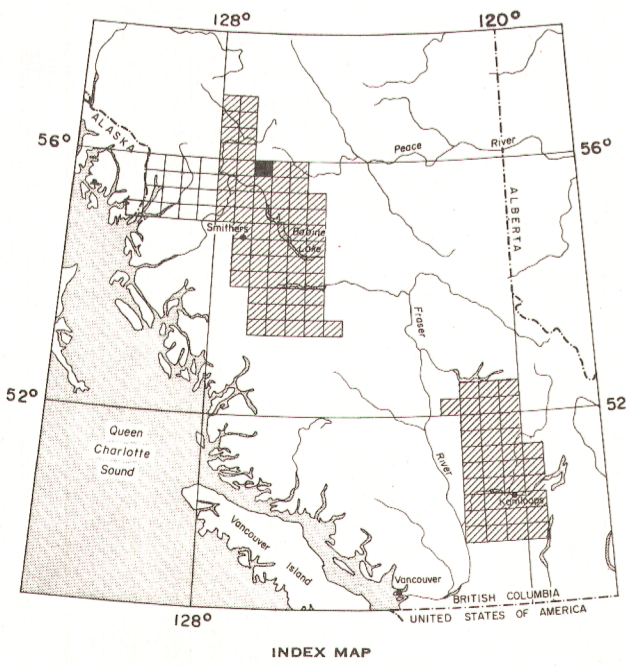 128°
120°
ALASKA
56°
Peace River
56°
ALBERTA
Smithers
Babine
Lake
Fraser
52°
52
Queen
Charlotte
Sound
River
Kamloops
Vancouver
Island
Vancouver
BRITISH COLUMBIA
UNITED STATES OF AMERICA
128°
INDEX MAP